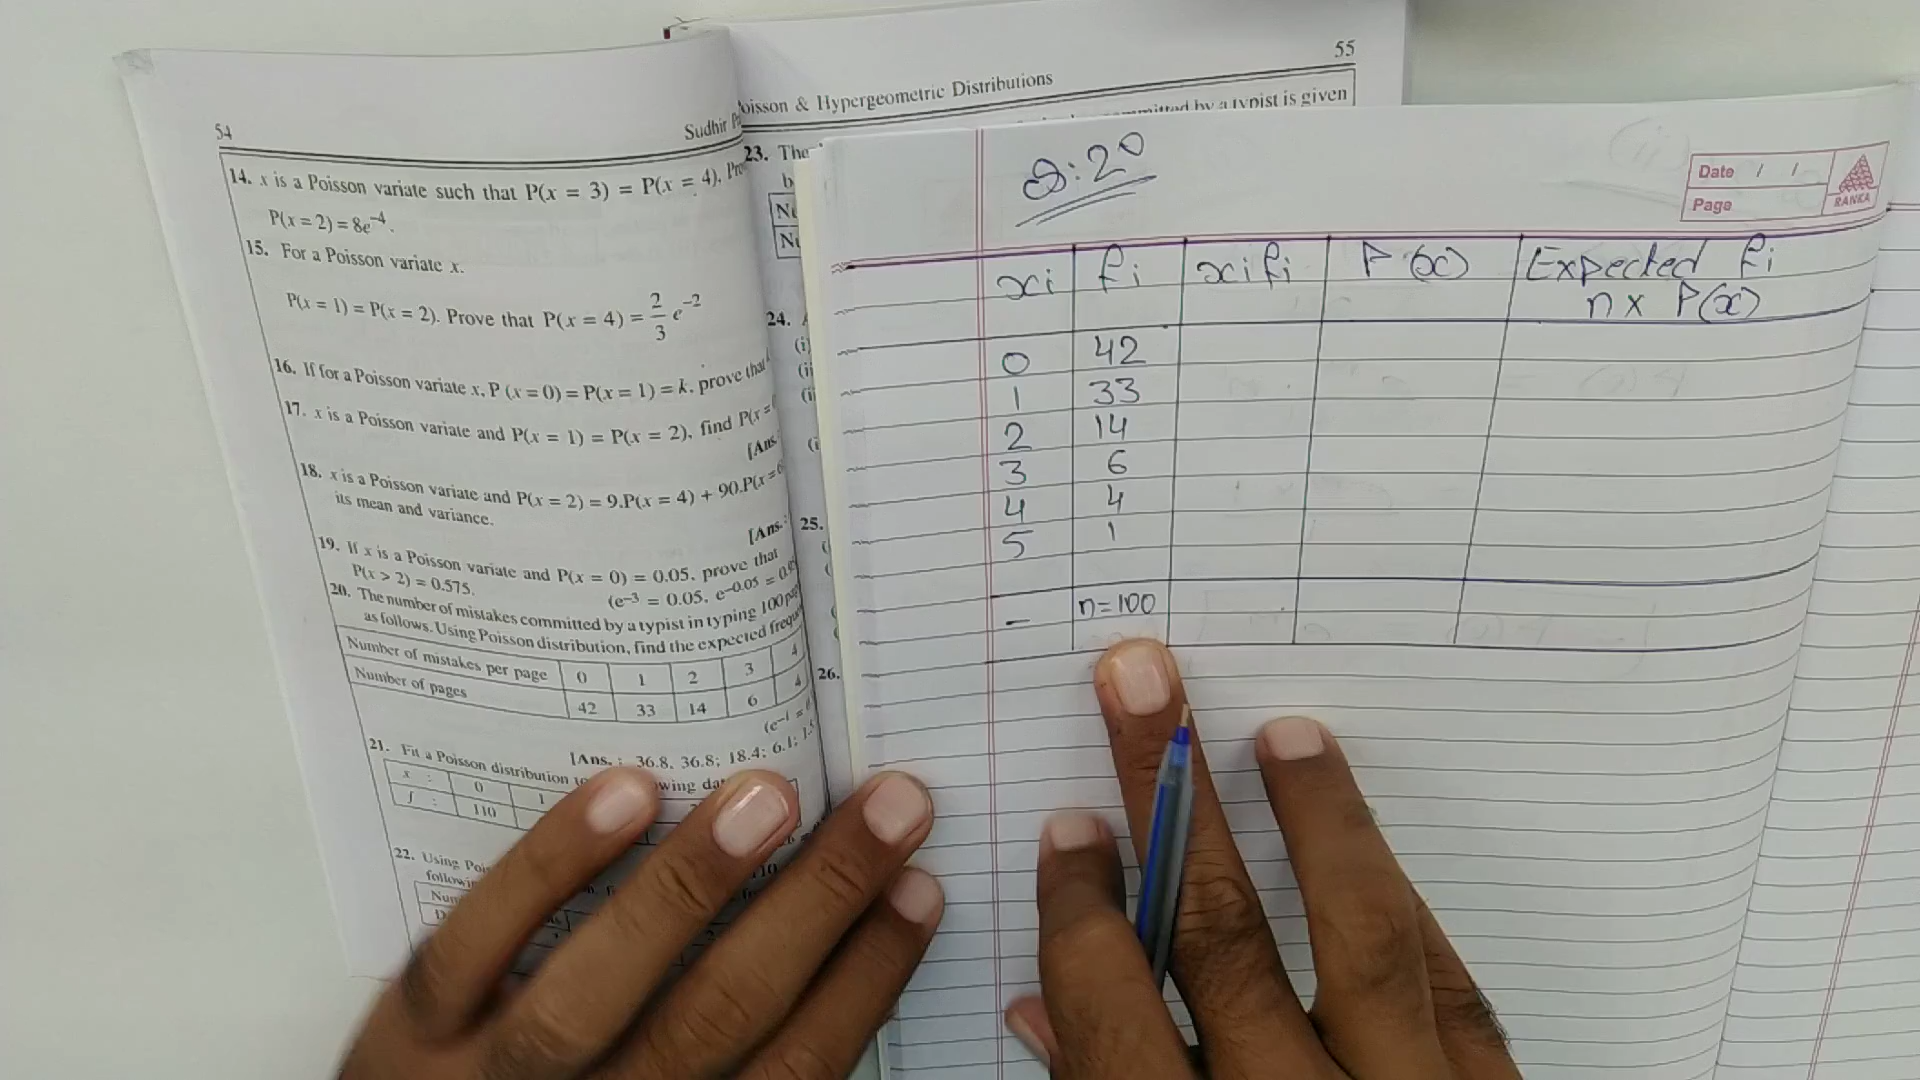 54
Sudhir
14. x is a Poisson variate such that P(x = 3) = P(x = 4).
P(x = 2) = 8e⁻⁴.
15. For a Poisson variate x.
P(x = 1) = P(x = 2). Prove that P(x = 4) = 2/3 e⁻²
16. If for a Poisson variate x, P (x = 0) = P(x = 1) = k. prove that
17. x is a Poisson variate and P(x = 1) = P(x = 2), find P(x =
[Ans.
18. x is a Poisson variate and P(x = 2) = 9.P(x = 4) + 90.P(x = 6
its mean and variance.
[Ans.:
19. If x is a Poisson variate and P(x = 0) = 0.05. prove that
P(x > 2) = 0.575. (e⁻³ = 0.05. e⁻⁰·⁰⁵ =
20. The number of mistakes committed by a typist in typing 100
as follows. Using Poisson distribution, find the expected
Number of mistakes per page 0 1 2 3 4
Number of pages 42 33 14 6 4
(e⁻¹ =
[Ans. : 36.8, 36.8; 18.4; 6.1;
21. Fit a Poisson distribution
x : 0 1
f : 110
22. Using
55
Poisson & Hypergeometric Distributions
by a typist is given
23. The
24.
(i)
25.
26.
Q:20
Date / /
Page
RANKA
xi fi xifi P(x) Expected fi
n x P(x)
0 42
1 33
2 14
3 6
4 4
5 1
– n=100